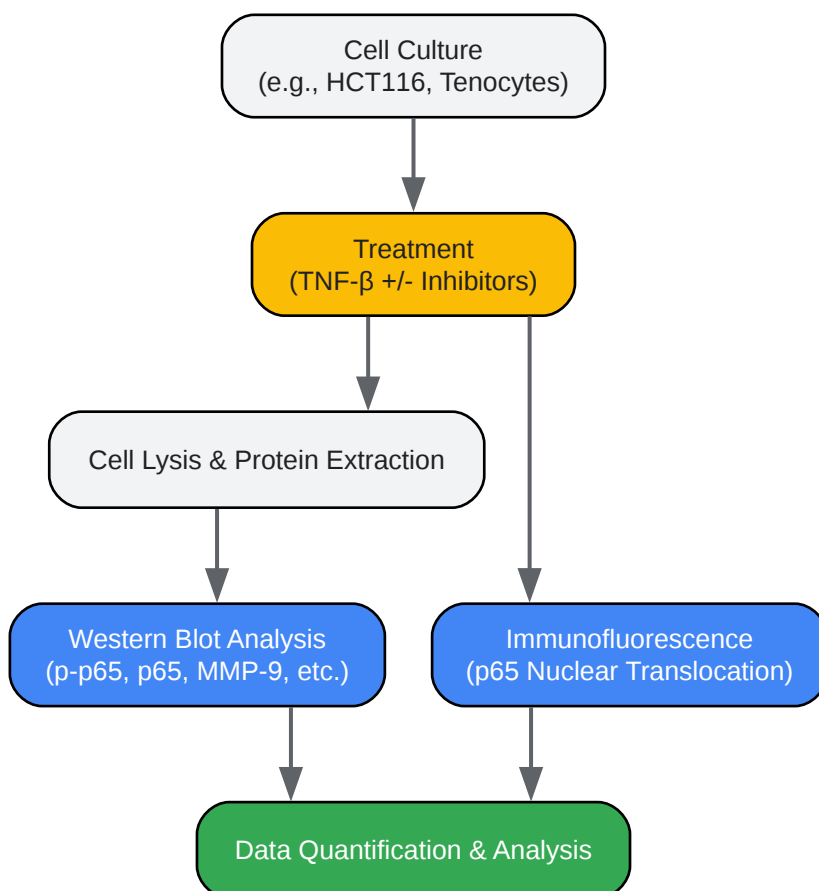 Cell Culture
(e.g., HCT116, Tenocytes)
Treatment
(TNF-β +/- Inhibitors)
Cell Lysis & Protein Extraction
Western Blot Analysis
(p-p65, p65, MMP-9, etc.)
Immunofluorescence
(p65 Nuclear Translocation)
Data Quantification & Analysis